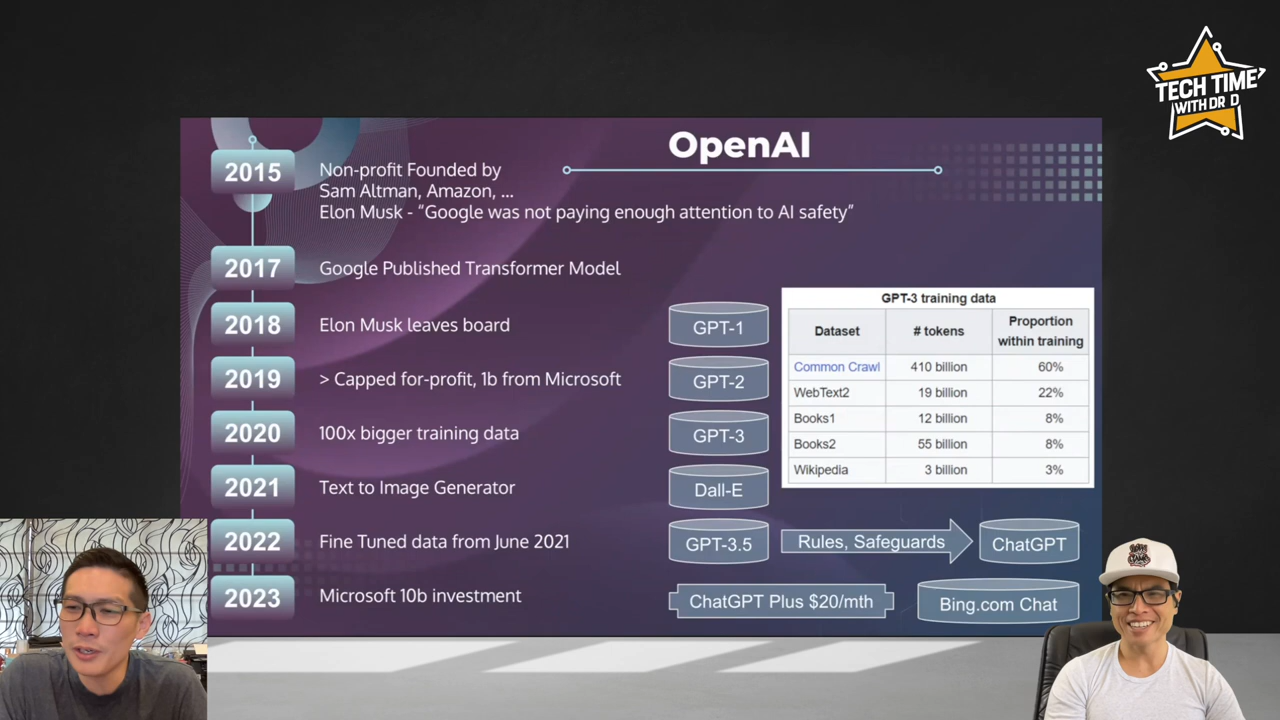 TECH TIME
WITH DR D
OpenAI
2015
Non-profit Founded by
Sam Altman, Amazon, ...
Elon Musk - “Google was not paying enough attention to AI safety”
2017
Google Published Transformer Model
2018
Elon Musk leaves board
GPT-1
2019
> Capped for-profit, 1b from Microsoft
GPT-2
2020
100x bigger training data
GPT-3
2021
Text to Image Generator
Dall-E
2022
Fine Tuned data from June 2021
GPT-3.5
Rules, Safeguards
ChatGPT
2023
Microsoft 10b investment
ChatGPT Plus $20/mth
Bing.com Chat
GPT-3 training data
Dataset # tokens Proportion
within training
Common Crawl 410 billion 60%
WebText2 19 billion 22%
Books1 12 billion 8%
Books2 55 billion 8%
Wikipedia 3 billion 3%